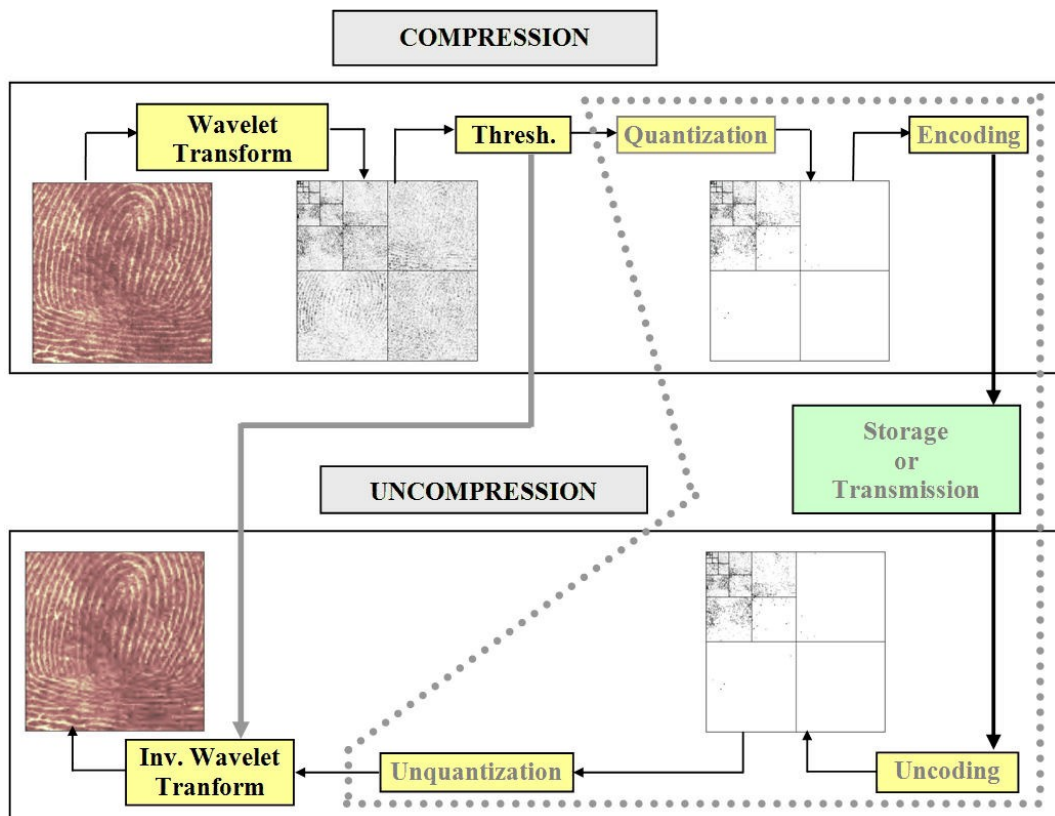 COMPRESSION
Wavelet
Transform
Thresh.
Quantization
Encoding
Storage
or
Transmission
UNCOMPRESSION
Inv. Wavelet
Tranform
Unquantization
Uncoding